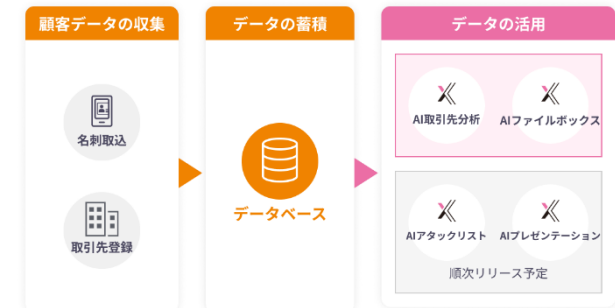 顧客データの収集
名刺取込
取引先登録
データの蓄積
データベース
データの活用
AI取引先分析
AIファイルボックス
AIアタックリスト
AIプレゼンテーション
順次リリース予定